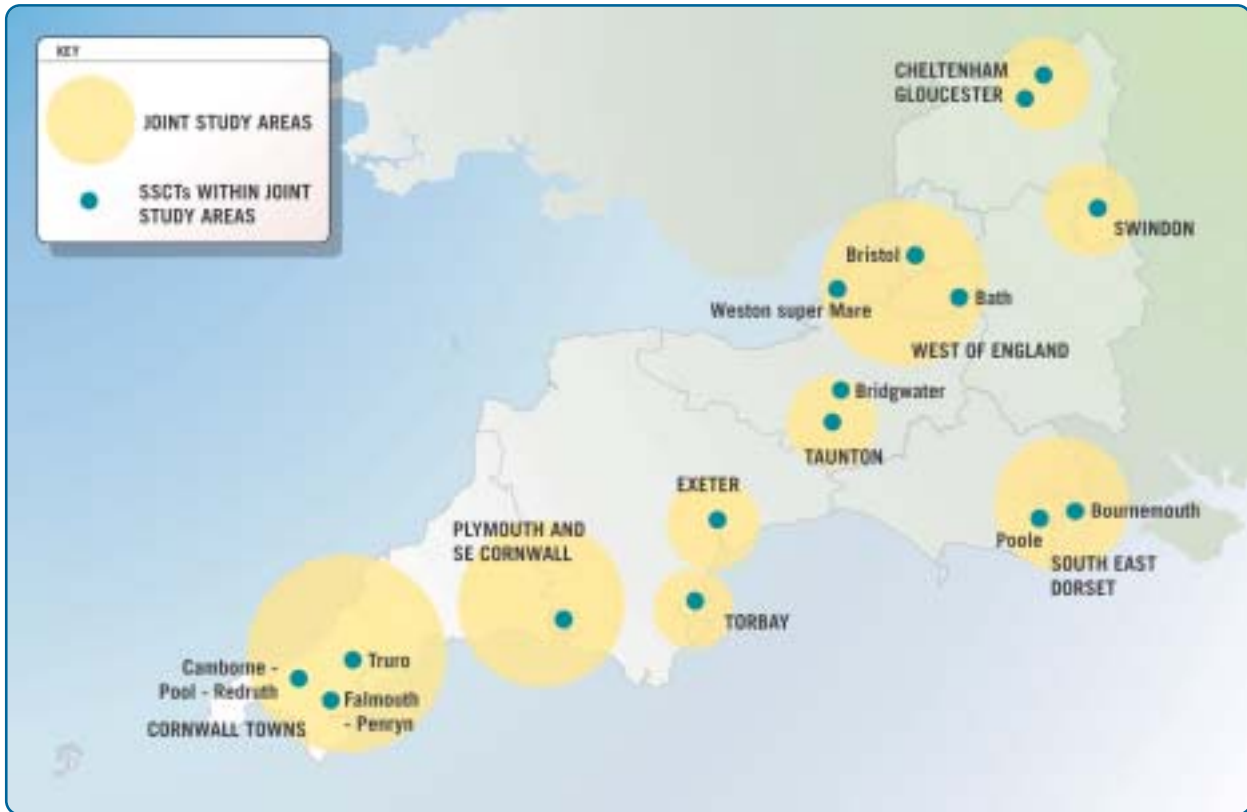 KEY
JOINT STUDY AREAS
SSCTs WITHIN JOINT
STUDY AREAS
CHELTENHAM
GLOUCESTER
SWINDON
Bristol
Bath
Weston super Mare
WEST OF ENGLAND
Bridgwater
TAUNTON
EXETER
PLYMOUTH AND
SE CORNWALL
Bournemouth
Poole
SOUTH EAST
DORSET
TORBAY
Truro
Camborne -
Pool - Redruth
Falmouth
- Penryn
CORNWALL TOWNS